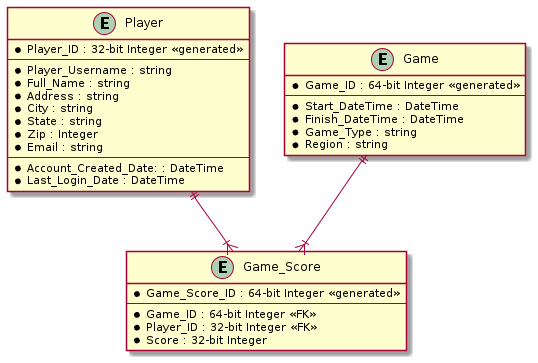 E Player
Player_ID : 32-bit Integer «generated»
Player_Username : string
Full_Name : string
Address : string
City : string
State : string
Zip : Integer
Email : string
Account_Created_Date: : DateTime
Last_Login_Date : DateTime
E Game
Game_ID : 64-bit Integer «generated»
Start_DateTime : DateTime
Finish_DateTime : DateTime
Game_Type : string
Region : string
E Game_Score
Game_Score_ID : 64-bit Integer «generated»
Game_ID : 64-bit Integer «FK»
Player_ID : 32-bit Integer «FK»
Score : 32-bit Integer